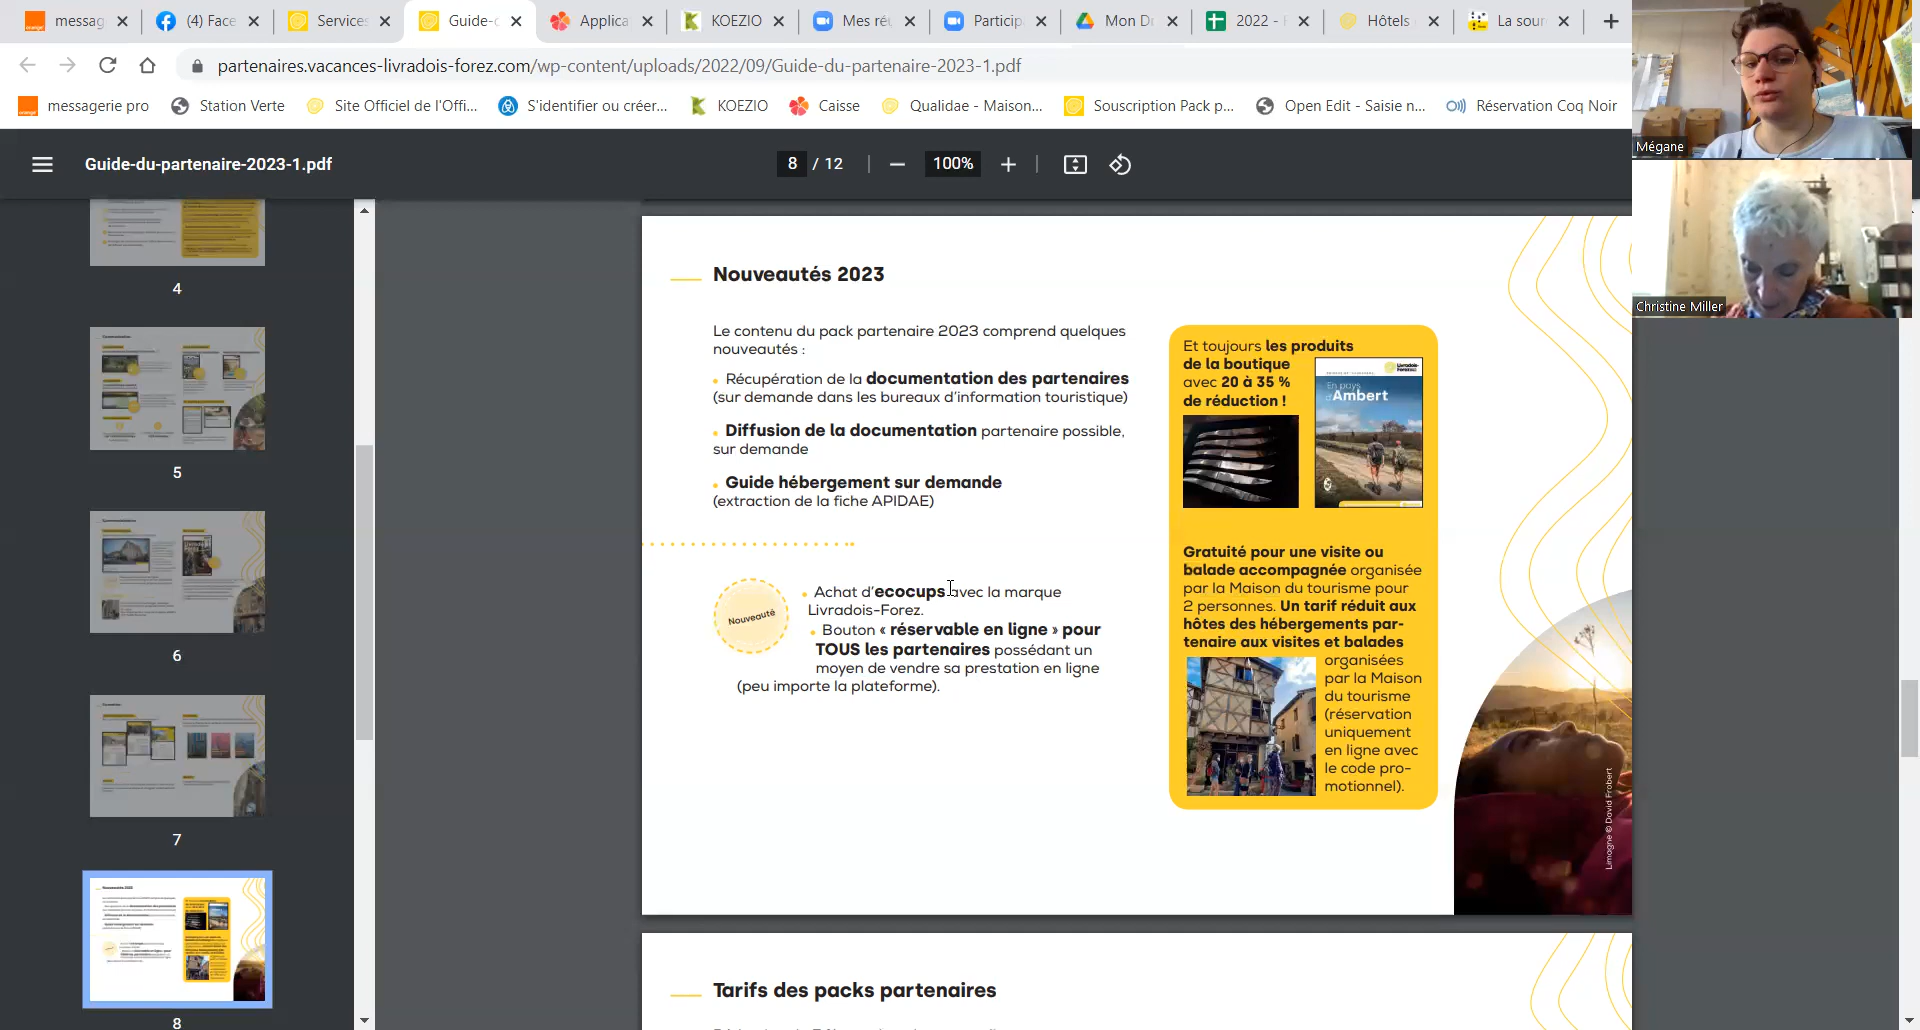 messag
(4) Face
Services
Guide-d
Applica
KOEZIO
Mes réu
Particip
Mon Dr
2022 -
Hôtels
La sour
partenaires.vacances-livradois-forez.com/wp-content/uploads/2022/09/Guide-du-partenaire-2023-1.pdf
messagerie pro
Station Verte
Site Officiel de l'Offi...
S'identifier ou créer...
KOEZIO
Caisse
Qualidae - Maison...
Souscription Pack p...
Open Edit - Saisie n...
Réservation Coq Noir
Mégane
Christine Miller
Guide-du-partenaire-2023-1.pdf
8 / 12
100%
4
5
6
7
8
Nouveautés 2023
Le contenu du pack partenaire 2023 comprend quelques
nouveautés :
• Récupération de la documentation des partenaires
(sur demande dans les bureaux d'information touristique)
• Diffusion de la documentation partenaire possible,
sur demande
• Guide hébergement sur demande
(extraction de la fiche APIDAE)
Nouveauté
• Achat d'ecocups avec la marque
Livradois-Forez.
• Bouton « réservable en ligne » pour
TOUS les partenaires possédant un
moyen de vendre sa prestation en ligne
(peu importe la plateforme).
Et toujours les produits
de la boutique
avec 20 à 35 %
de réduction !
Livradois-
Forez
En pays
d'Ambert
Gratuité pour une visite ou
balade accompagnée organisée
par la Maison du tourisme pour
2 personnes. Un tarif réduit aux
hôtes des hébergements par-
tenaire aux visites et balades
organisées
par la Maison
du tourisme
(réservation
uniquement
en ligne avec
le code pro-
motionnel).
Limagne © David Frobert
Tarifs des packs partenaires